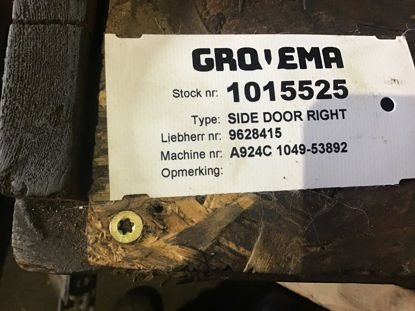 GROVEMA
Stock nr: 1015525
Type: SIDE DOOR RIGHT
Liebherr nr: 9628415
Machine nr: A924C 1049-53892
Opmerking: